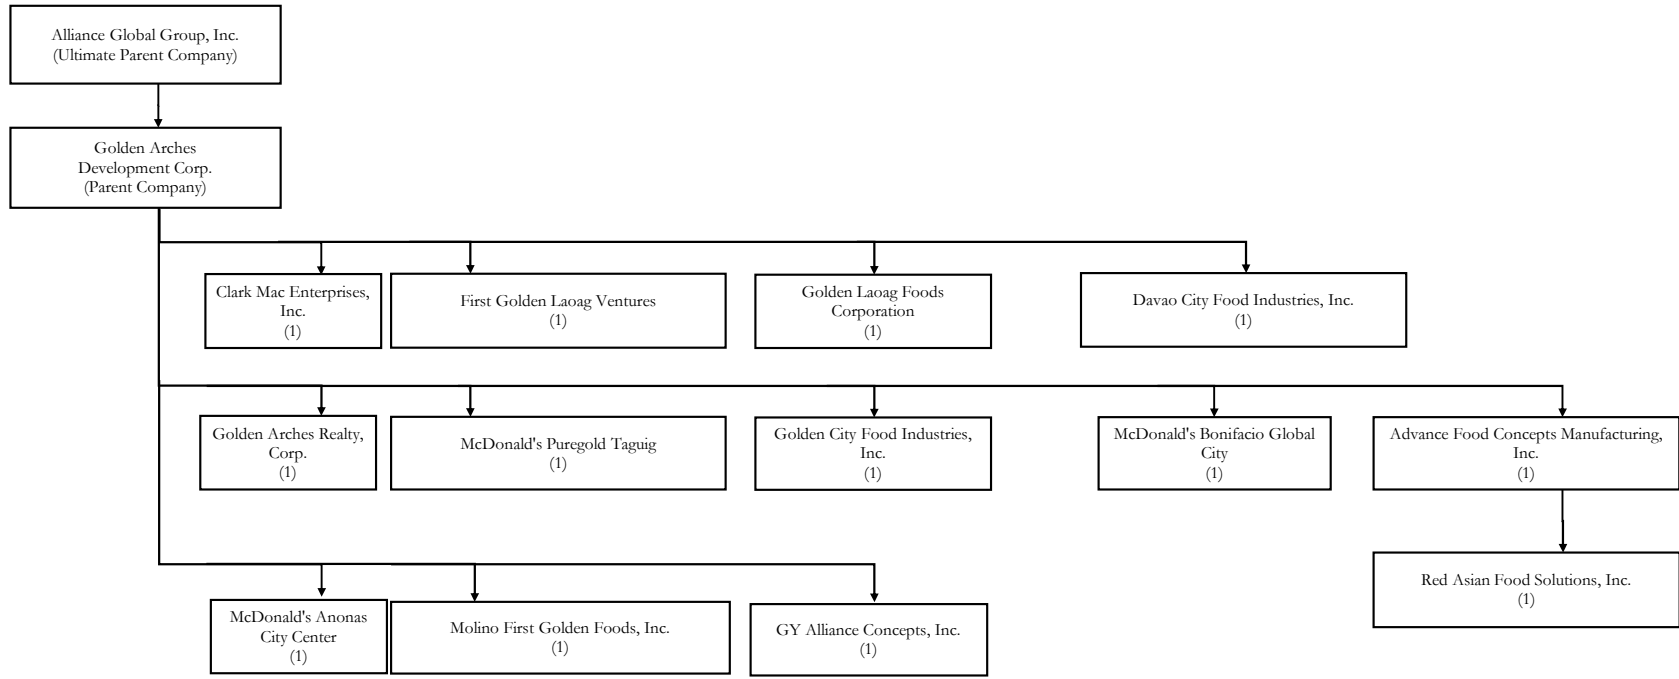 Alliance Global Group, Inc.
(Ultimate Parent Company)
Golden Arches
Development Corp.
(Parent Company)
Clark Mac Enterprises,
Inc.
(1)
First Golden Laoag Ventures
(1)
Golden Laoag Foods
Corporation
(1)
Davao City Food Industries, Inc.
(1)
Golden Arches Realty,
Corp.
(1)
McDonald's Puregold Taguig
(1)
Golden City Food Industries,
Inc.
(1)
McDonald's Bonifacio Global
City
(1)
Advance Food Concepts Manufacturing,
Inc.
(1)
Red Asian Food Solutions, Inc.
(1)
McDonald's Anonas
City Center
(1)
Molino First Golden Foods, Inc.
(1)
GY Alliance Concepts, Inc.
(1)